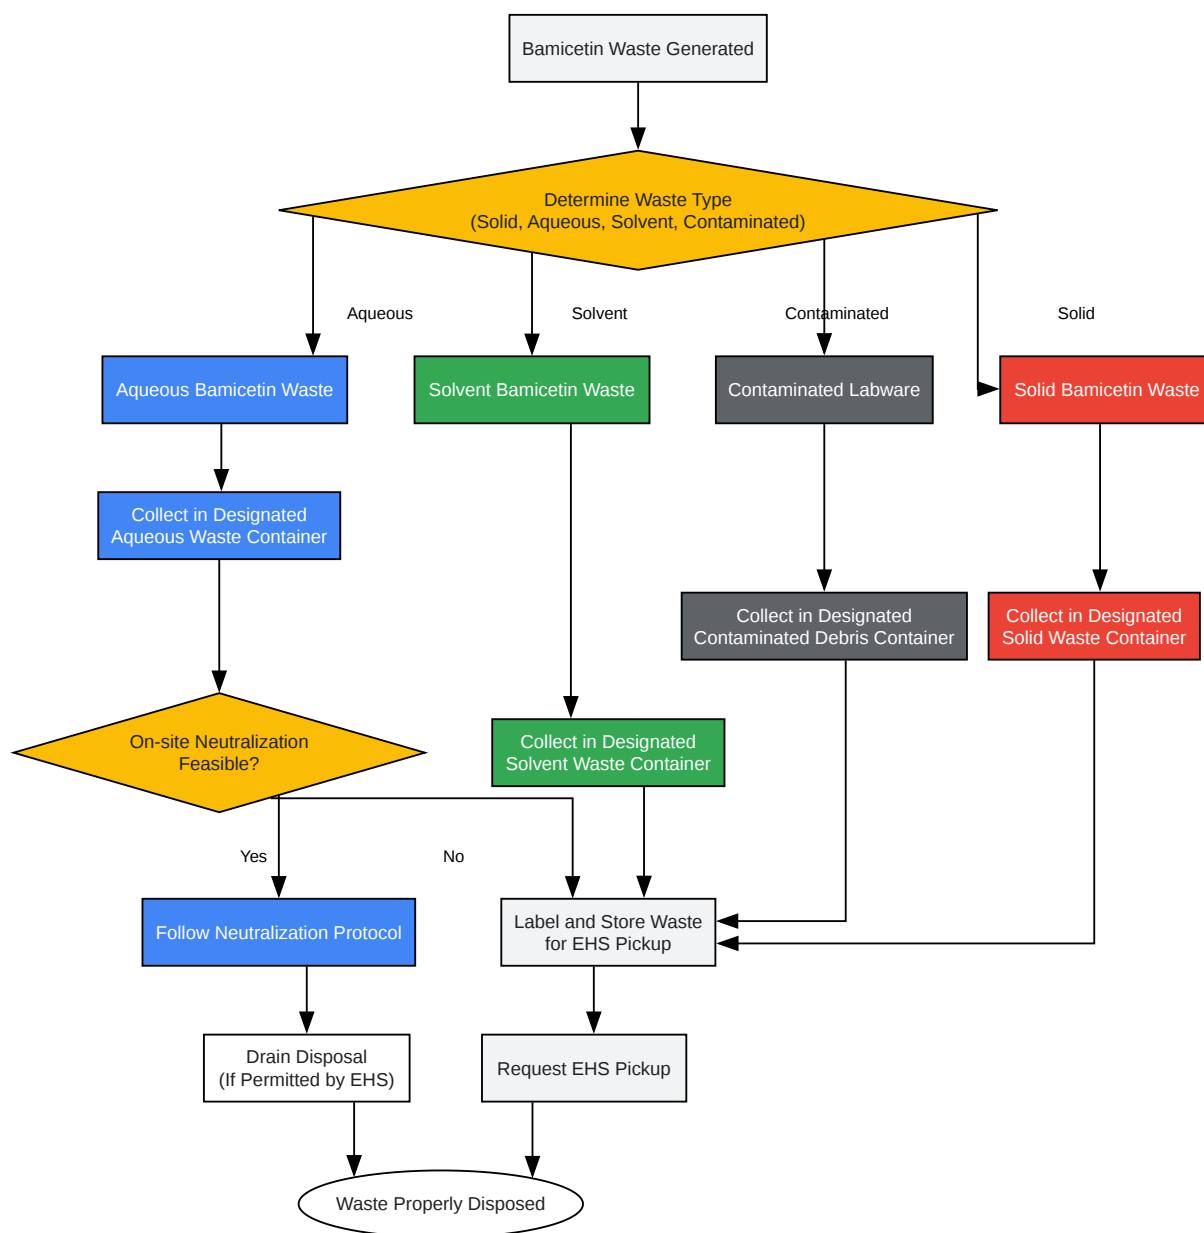 Bamicetin Waste Generated
Determine Waste Type
(Solid, Aqueous, Solvent, Contaminated)
Aqueous
Solvent
Contaminated
Solid
Aqueous Bamicetin Waste
Solvent Bamicetin Waste
Contaminated Labware
Solid Bamicetin Waste
Collect in Designated
Aqueous Waste Container
Collect in Designated
Contaminated Debris Container
Collect in Designated
Solid Waste Container
On-site Neutralization
Feasible?
Collect in Designated
Solvent Waste Container
Yes
No
Follow Neutralization Protocol
Label and Store Waste
for EHS Pickup
Drain Disposal
(If Permitted by EHS)
Request EHS Pickup
Waste Properly Disposed